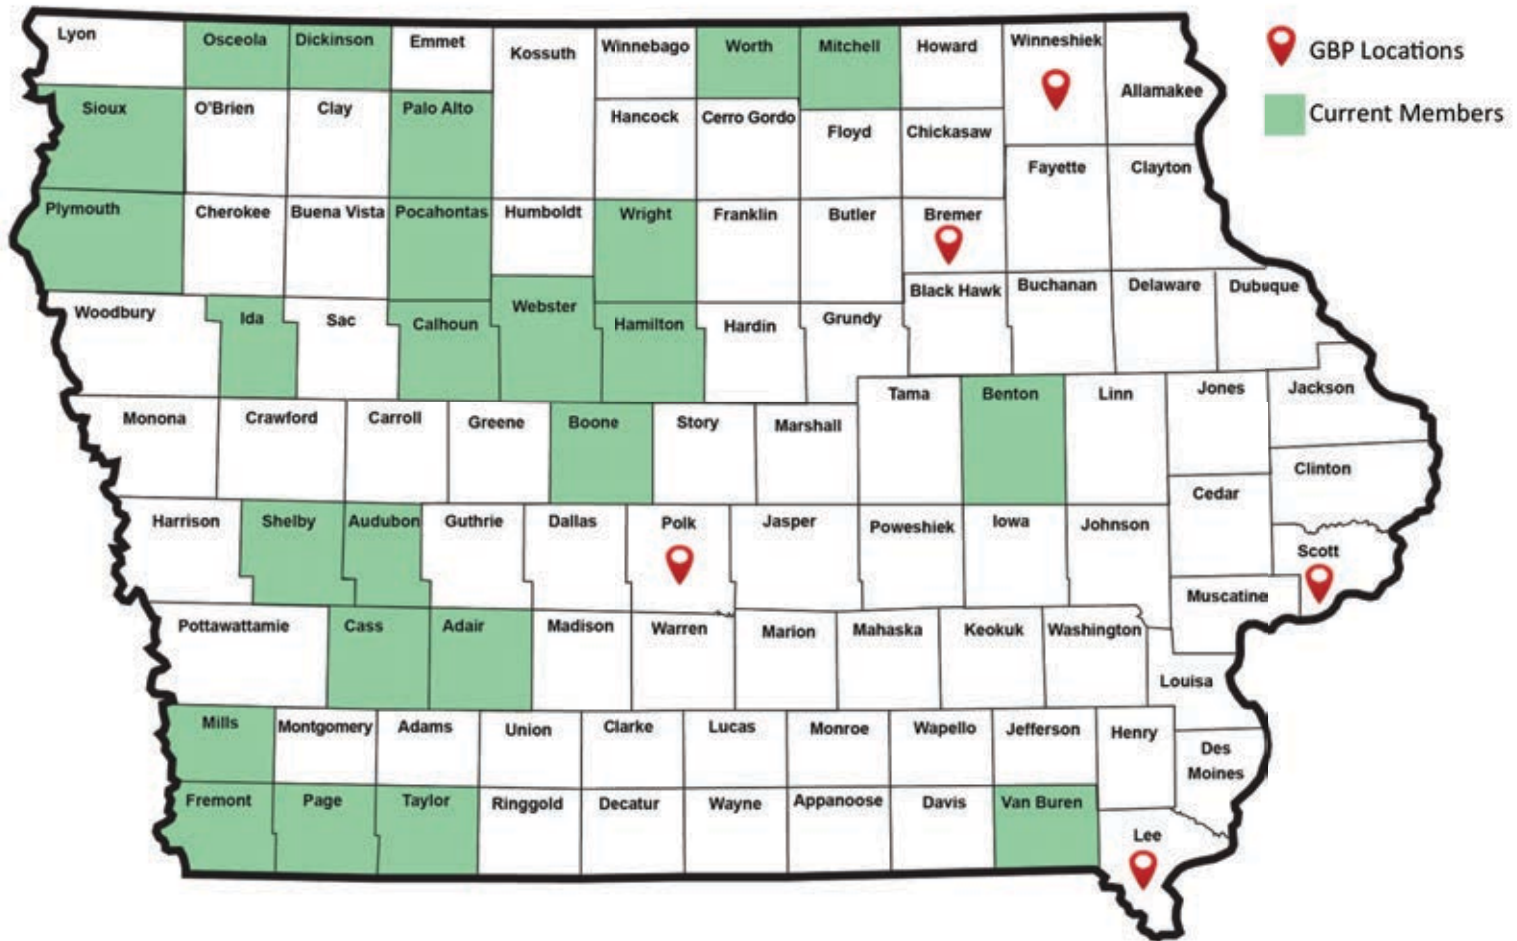 Lyon
Osceola
Dickinson
Emmet
Kossuth
Winnebago
Worth
Mitchell
Howard
Winneshiek
Allamakee
GBP Locations
Current Members
Sioux
O'Brien
Clay
Palo Alto
Hancock
Cerro Gordo
Floyd
Chickasaw
Fayette
Clayton
Plymouth
Cherokee
Buena Vista
Pocahontas
Humboldt
Wright
Franklin
Butler
Bremer
Woodbury
Ida
Sac
Calhoun
Webster
Hamilton
Hardin
Grundy
Black Hawk
Buchanan
Delaware
Dubuque
Monona
Crawford
Carroll
Greene
Boone
Story
Marshall
Tama
Benton
Linn
Jones
Jackson
Clinton
Cedar
Harrison
Shelby
Audubon
Guthrie
Dallas
Polk
Jasper
Poweshiek
Iowa
Johnson
Scott
Muscatine
Pottawattamie
Cass
Adair
Madison
Warren
Marion
Mahaska
Keokuk
Washington
Louisa
Mills
Montgomery
Adams
Union
Clarke
Lucas
Monroe
Wapello
Jefferson
Henry
Des
Moines
Fremont
Page
Taylor
Ringgold
Decatur
Wayne
Appanoose
Davis
Van Buren
Lee